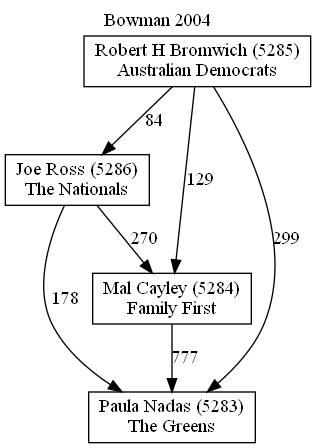 Bowman 2004
Robert H Bromwich (5285)
Australian Democrats
84
Joe Ross (5286)
The Nationals
129
270
299
Mal Cayley (5284)
Family First
178
777
Paula Nadas (5283)
The Greens